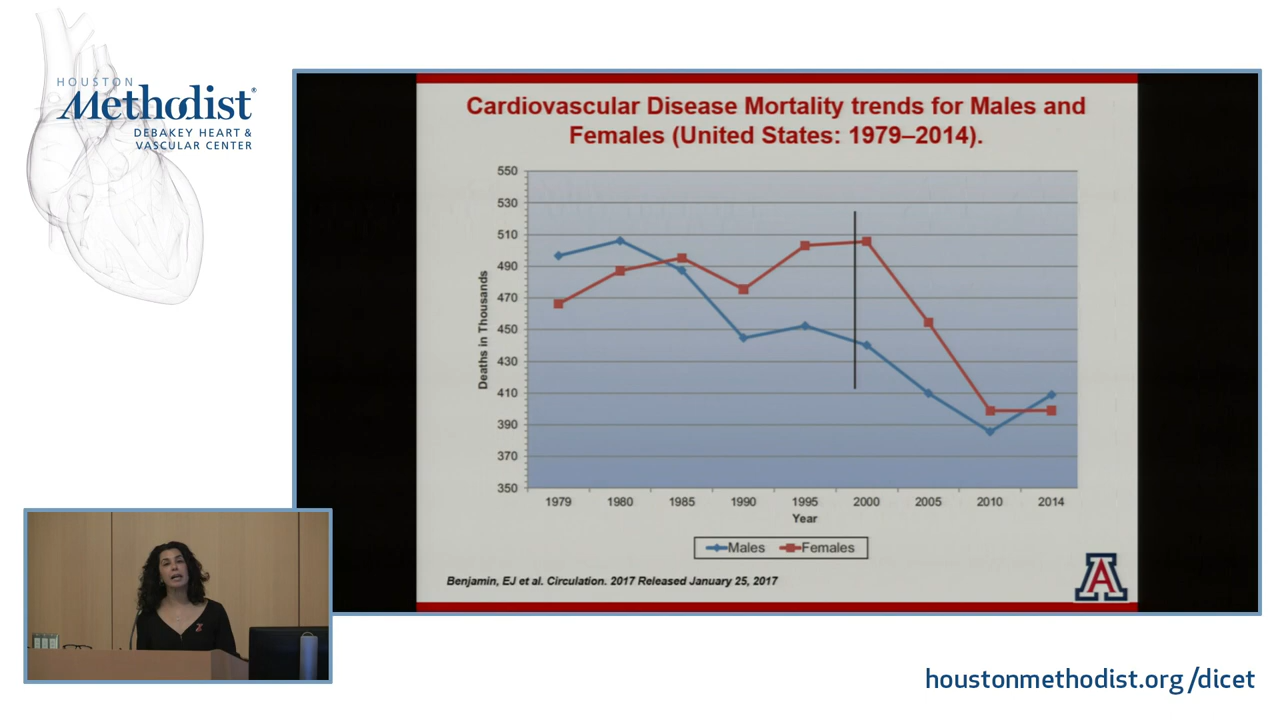 HOUSTON
Methodist®
DEBAKEY HEART &
VASCULAR CENTER
Cardiovascular Disease Mortality trends for Males and
Females (United States: 1979–2014).
550
530
510
490
470
450
430
410
390
370
350
Deaths in Thousands
1979 1980 1985 1990 1995 2000 2005 2010 2014
Year
Males Females
Benjamin, EJ et al. Circulation. 2017 Released January 25, 2017
A
houstonmethodist.org/dicet